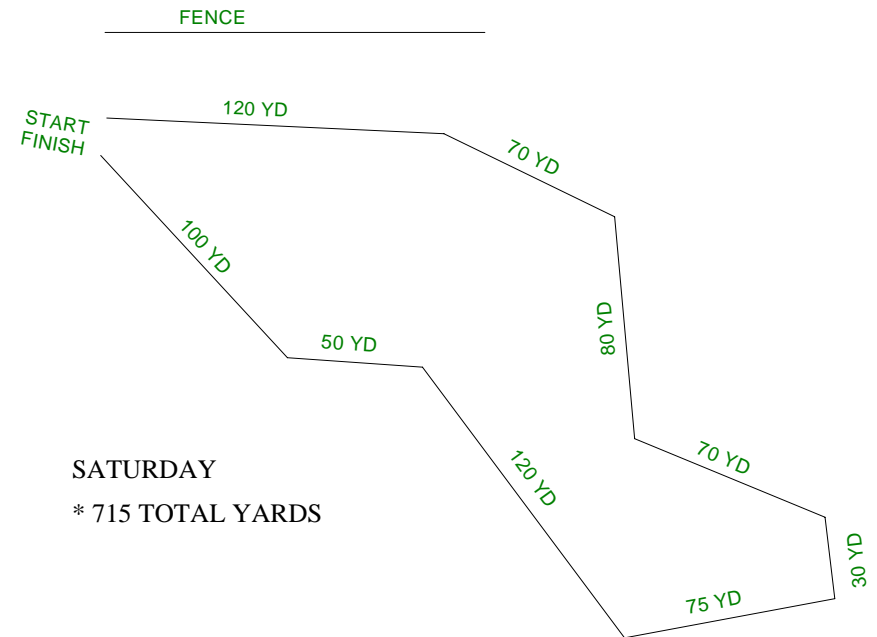 FENCE
START
FINISH
120 YD
70 YD
80 YD
70 YD
30 YD
75 YD
120 YD
50 YD
100 YD
SATURDAY
* 715 TOTAL YARDS